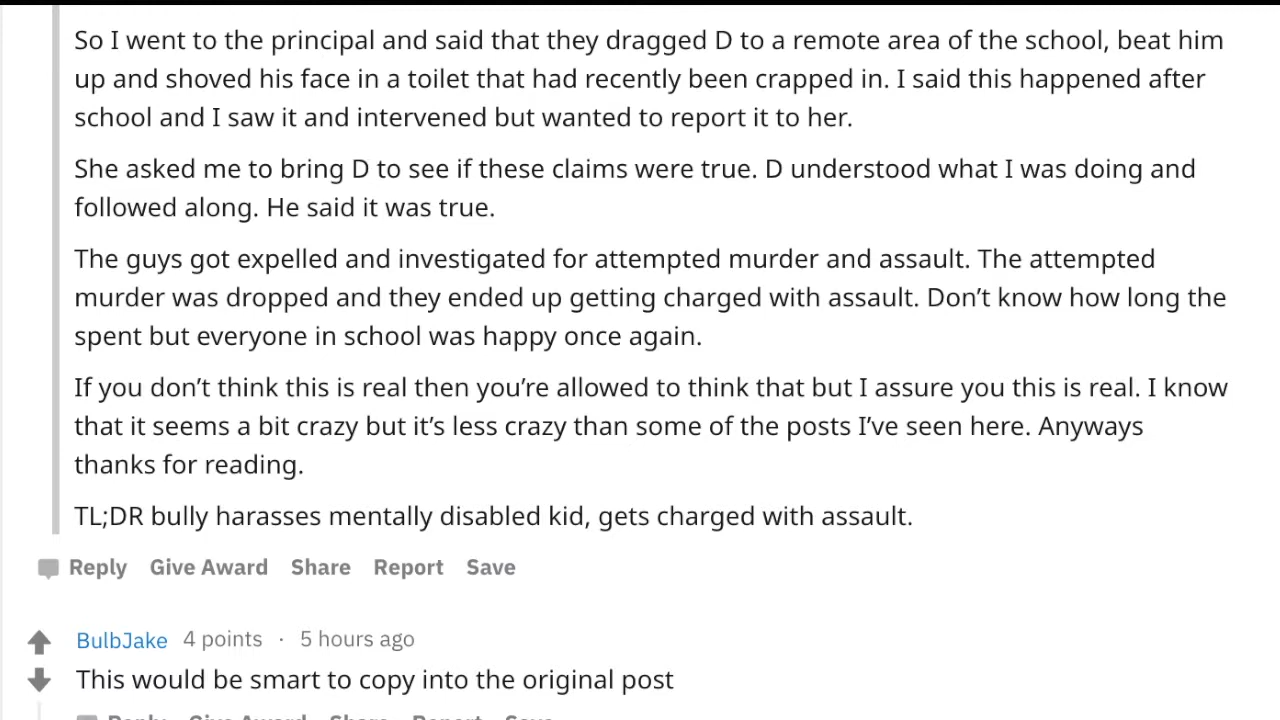 So I went to the principal and said that they dragged D to a remote area of the school, beat him
up and shoved his face in a toilet that had recently been crapped in. I said this happened after
school and I saw it and intervened but wanted to report it to her.
She asked me to bring D to see if these claims were true. D understood what I was doing and
followed along. He said it was true.
The guys got expelled and investigated for attempted murder and assault. The attempted
murder was dropped and they ended up getting charged with assault. Don’t know how long the
spent but everyone in school was happy once again.
If you don’t think this is real then you’re allowed to think that but I assure you this is real. I know
that it seems a bit crazy but it’s less crazy than some of the posts I’ve seen here. Anyways
thanks for reading.
TL;DR bully harasses mentally disabled kid, gets charged with assault.
Reply Give Award Share Report Save
BulbJake 4 points · 5 hours ago
This would be smart to copy into the original post
Reply Give Award Share Report Save